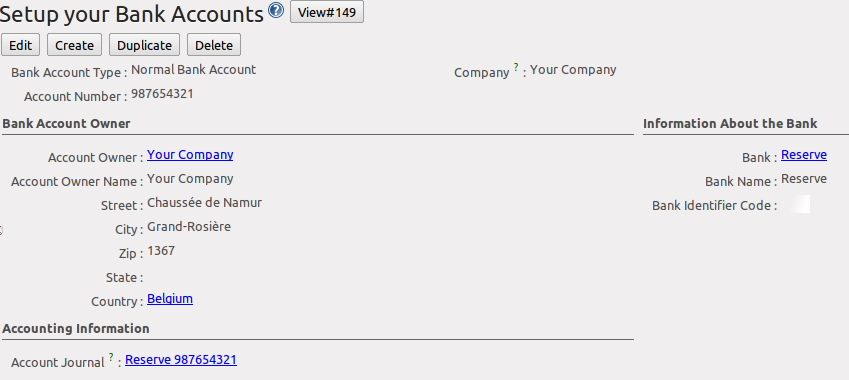 Setup your Bank Accounts ? View#149
Edit Create Duplicate Delete
Bank Account Type : Normal Bank Account Company ? : Your Company
Account Number : 987654321
Bank Account Owner Information About the Bank
Account Owner : Your Company Bank : Reserve
Account Owner Name : Your Company Bank Name : Reserve
Street : Chaussée de Namur Bank Identifier Code :
City : Grand-Rosière
Zip : 1367
State :
Country : Belgium
Accounting Information
Account Journal ? : Reserve 987654321